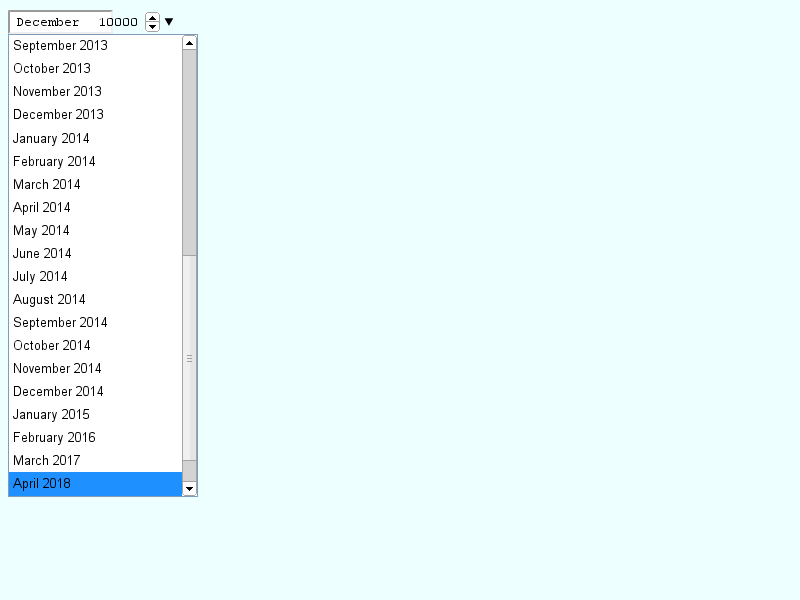 December  10000
September 2013
October 2013
November 2013
December 2013
January 2014
February 2014
March 2014
April 2014
May 2014
June 2014
July 2014
August 2014
September 2014
October 2014
November 2014
December 2014
January 2015
February 2016
March 2017
April 2018